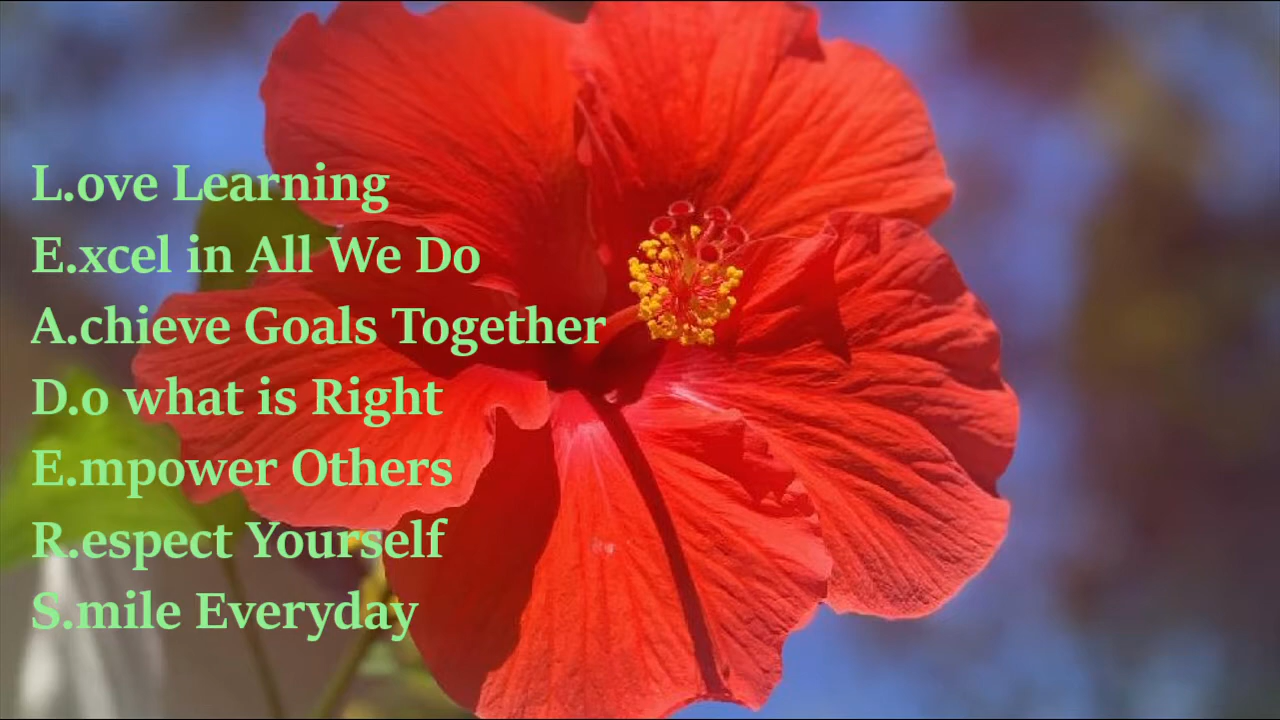 L.ove Learning
E.xcel in All We Do
A.chieve Goals Together
D.o what is Right
E.mpower Others
R.espect Yourself
S.mile Everyday